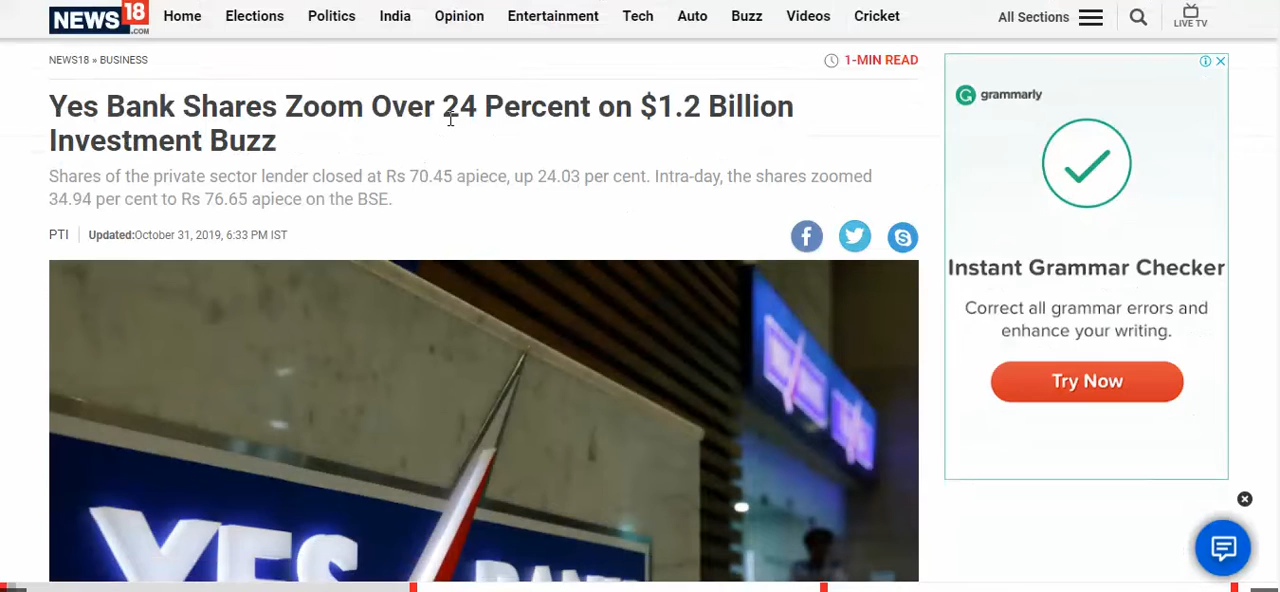 NEWS 18 .COM
Home Elections Politics India Opinion Entertainment Tech Auto Buzz Videos Cricket All Sections LIVE TV
NEWS18 » BUSINESS
1-MIN READ
Yes Bank Shares Zoom Over 24 Percent on $1.2 Billion
Investment Buzz
Shares of the private sector lender closed at Rs 70.45 apiece, up 24.03 per cent. Intra-day, the shares zoomed
34.94 per cent to Rs 76.65 apiece on the BSE.
PTI Updated:October 31, 2019, 6:33 PM IST
YES BANK
grammarly
Instant Grammar Checker
Correct all grammar errors and
enhance your writing.
Try Now